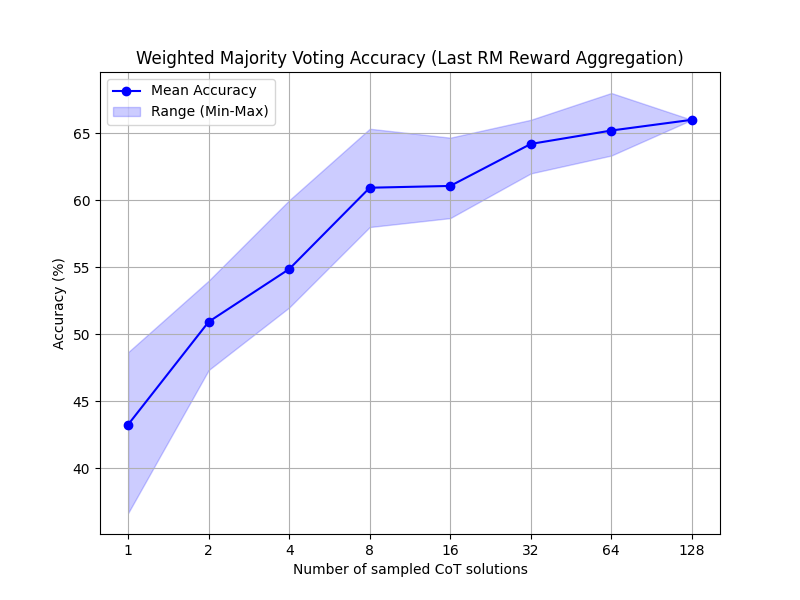 Weighted Majority Voting Accuracy (Last RM Reward Aggregation)
Mean Accuracy
Range (Min-Max)
Accuracy (%)
65
60
55
50
45
40
1 2 4 8 16 32 64 128
Number of sampled CoT solutions